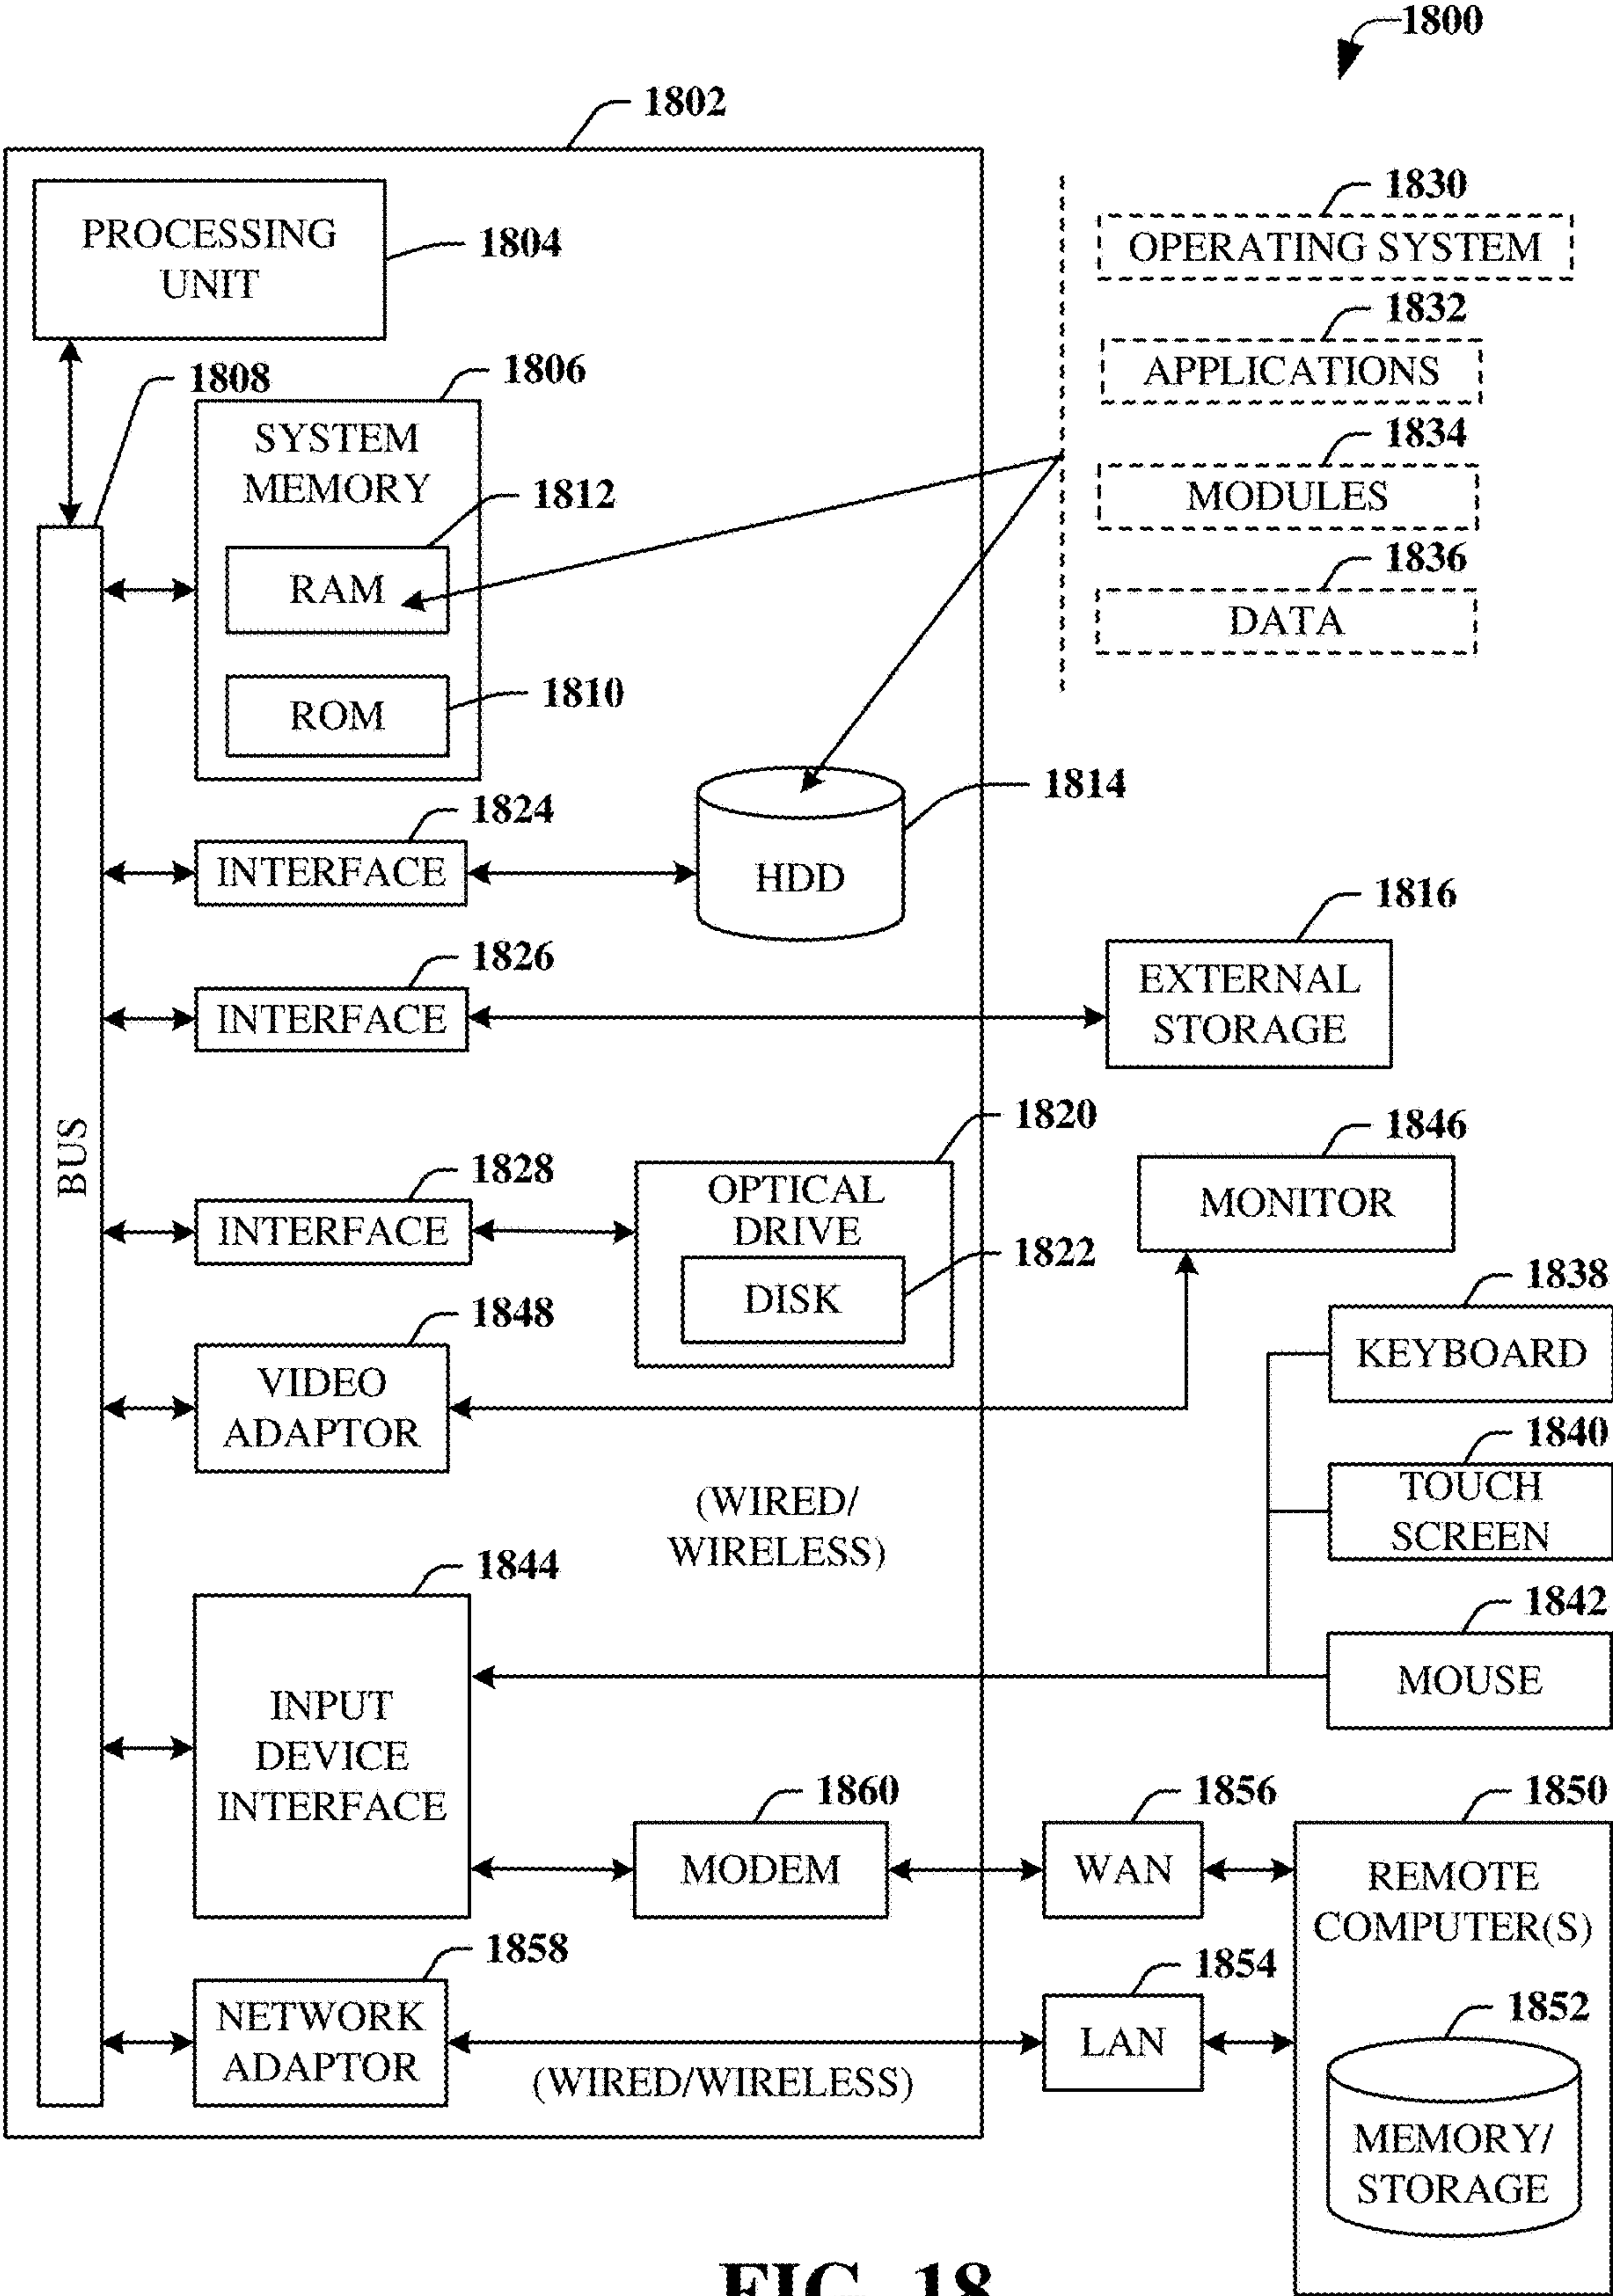 1800
1802
PROCESSING
UNIT
1804
1830
OPERATING SYSTEM
1832
APPLICATIONS
1834
MODULES
1836
DATA
1808
1806
SYSTEM
MEMORY
1812
RAM
1810
ROM
BUS
1824
INTERFACE
1814
HDD
1826
INTERFACE
1816
EXTERNAL
STORAGE
1828
INTERFACE
1820
OPTICAL
DRIVE
1822
DISK
1846
MONITOR
1848
VIDEO
ADAPTOR
1838
KEYBOARD
1840
TOUCH
SCREEN
1842
MOUSE
(WIRED/
WIRELESS)
1844
INPUT
DEVICE
INTERFACE
1860
MODEM
1856
WAN
1850
REMOTE
COMPUTER(S)
1858
NETWORK
ADAPTOR
(WIRED/WIRELESS)
1854
LAN
1852
MEMORY/
STORAGE
FIG. 18